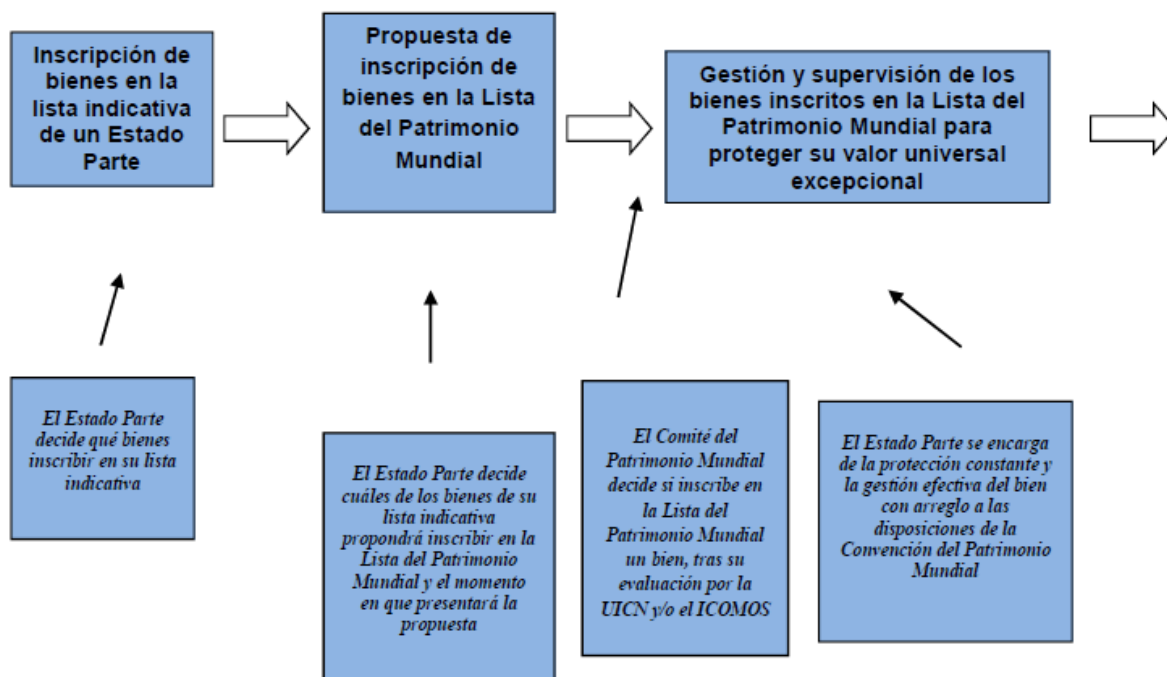 Inscripción de
bienes en la
lista indicativa
de un Estado
Parte
Propuesta de
inscripción de
bienes en la Lista
del Patrimonio
Mundial
Gestión y supervisión de los
bienes inscritos en la Lista del
Patrimonio Mundial para
proteger su valor universal
excepcional
El Estado Parte
decide qué bienes
inscribir en su lista
indicativa
El Estado Parte decide
cuáles de los bienes de su
lista indicativa
propondrá inscribir en la
Lista del Patrimonio
Mundial y el momento
en que presentará la
propuesta
El Comité del
Patrimonio Mundial
decide si inscribe en
la Lista del
Patrimonio Mundial
un bien, tras su
evaluación por la
UICN y/o el ICOMOS
El Estado Parte se encarga
de la protección constante y
la gestión efectiva del bien
con arreglo a las
disposiciones de la
Convención del Patrimonio
Mundial